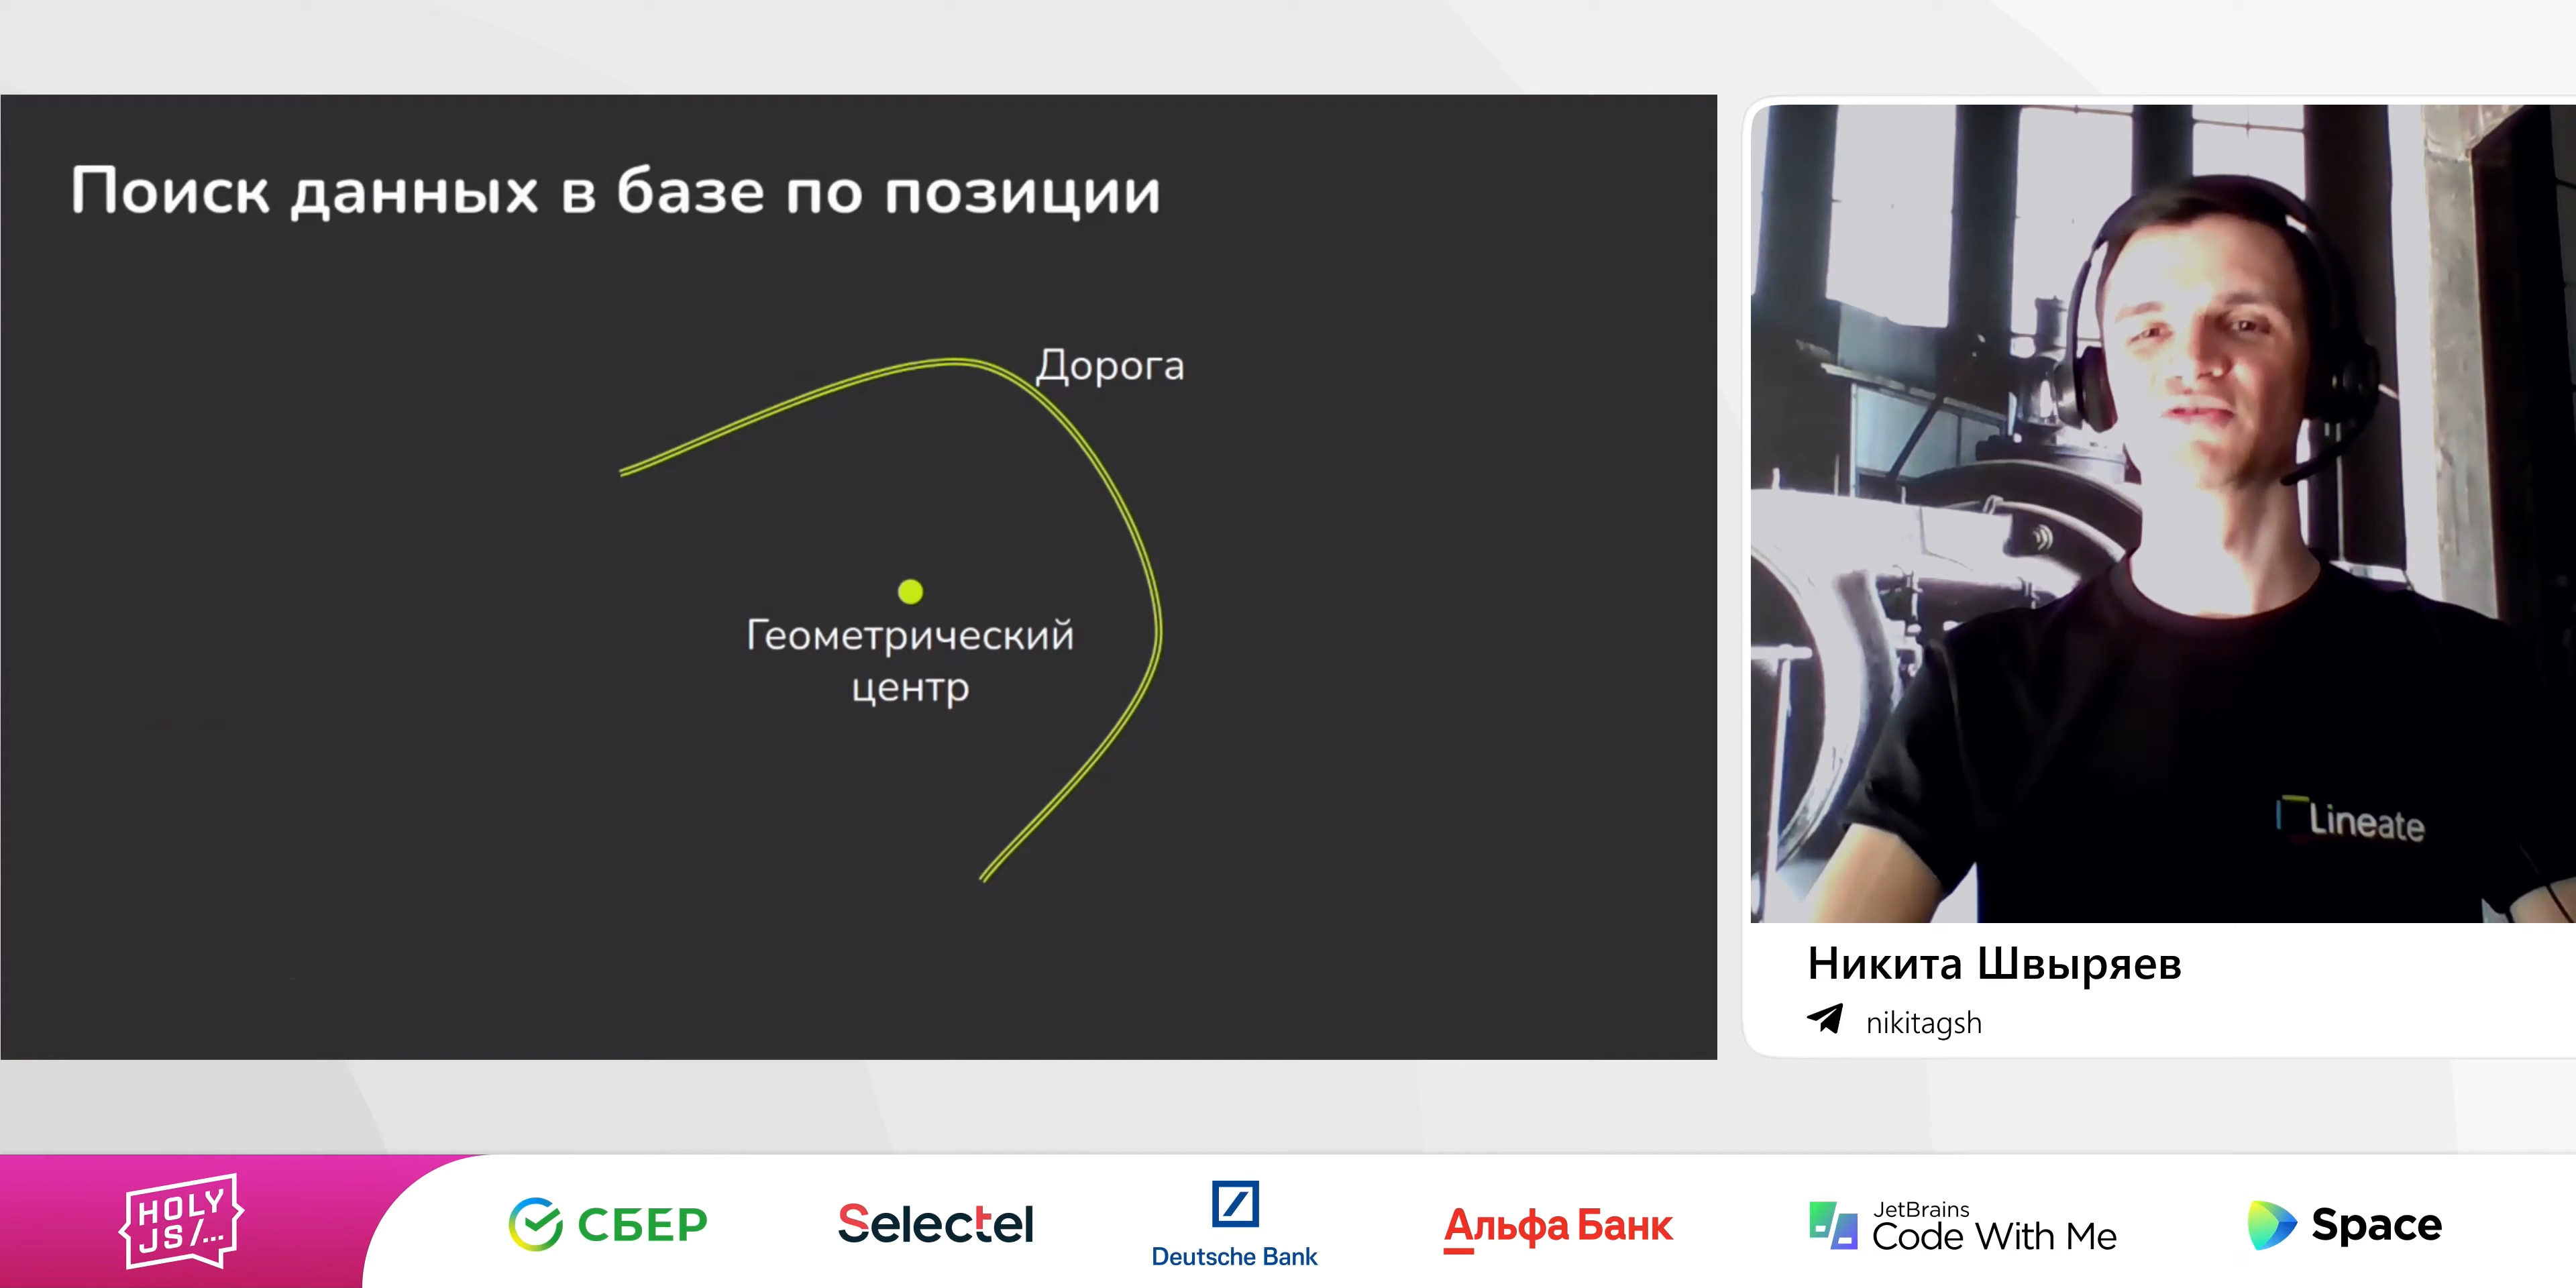 Поиск данных в базе по позиции
Дорога
Геометрический
центр
Lineate
Никита Швыряев
nikitagsh
HOLY
JS/...
СБЕР
Selectel
Deutsche Bank
Альфа Банк
JetBrains
Code With Me
Space